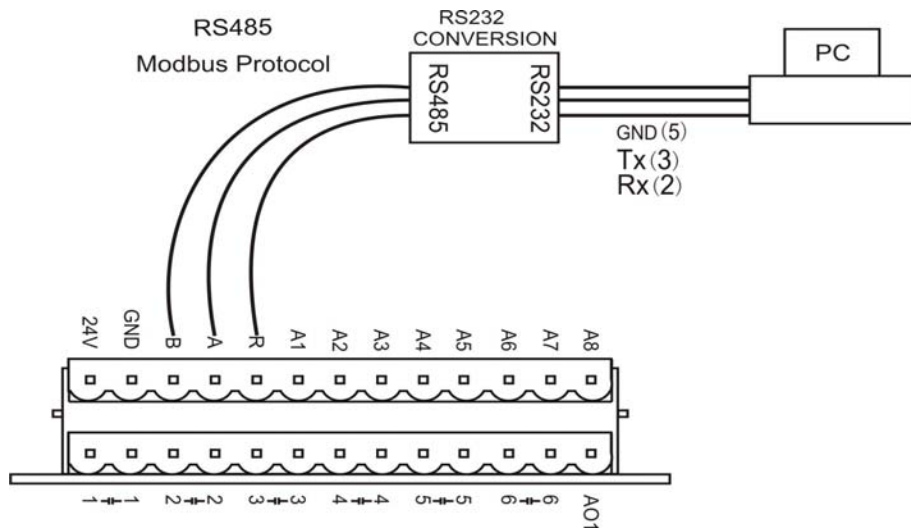 RS485
Modbus Protocol
RS232
CONVERSION
RS485
RS232
PC
GND(5)
Tx(3)
Rx(2)
24V GND B A R A1 A2 A3 A4 A5 A6 A7 A8
1 1 2 2 3 3 4 4 5 5 6 6 AO1